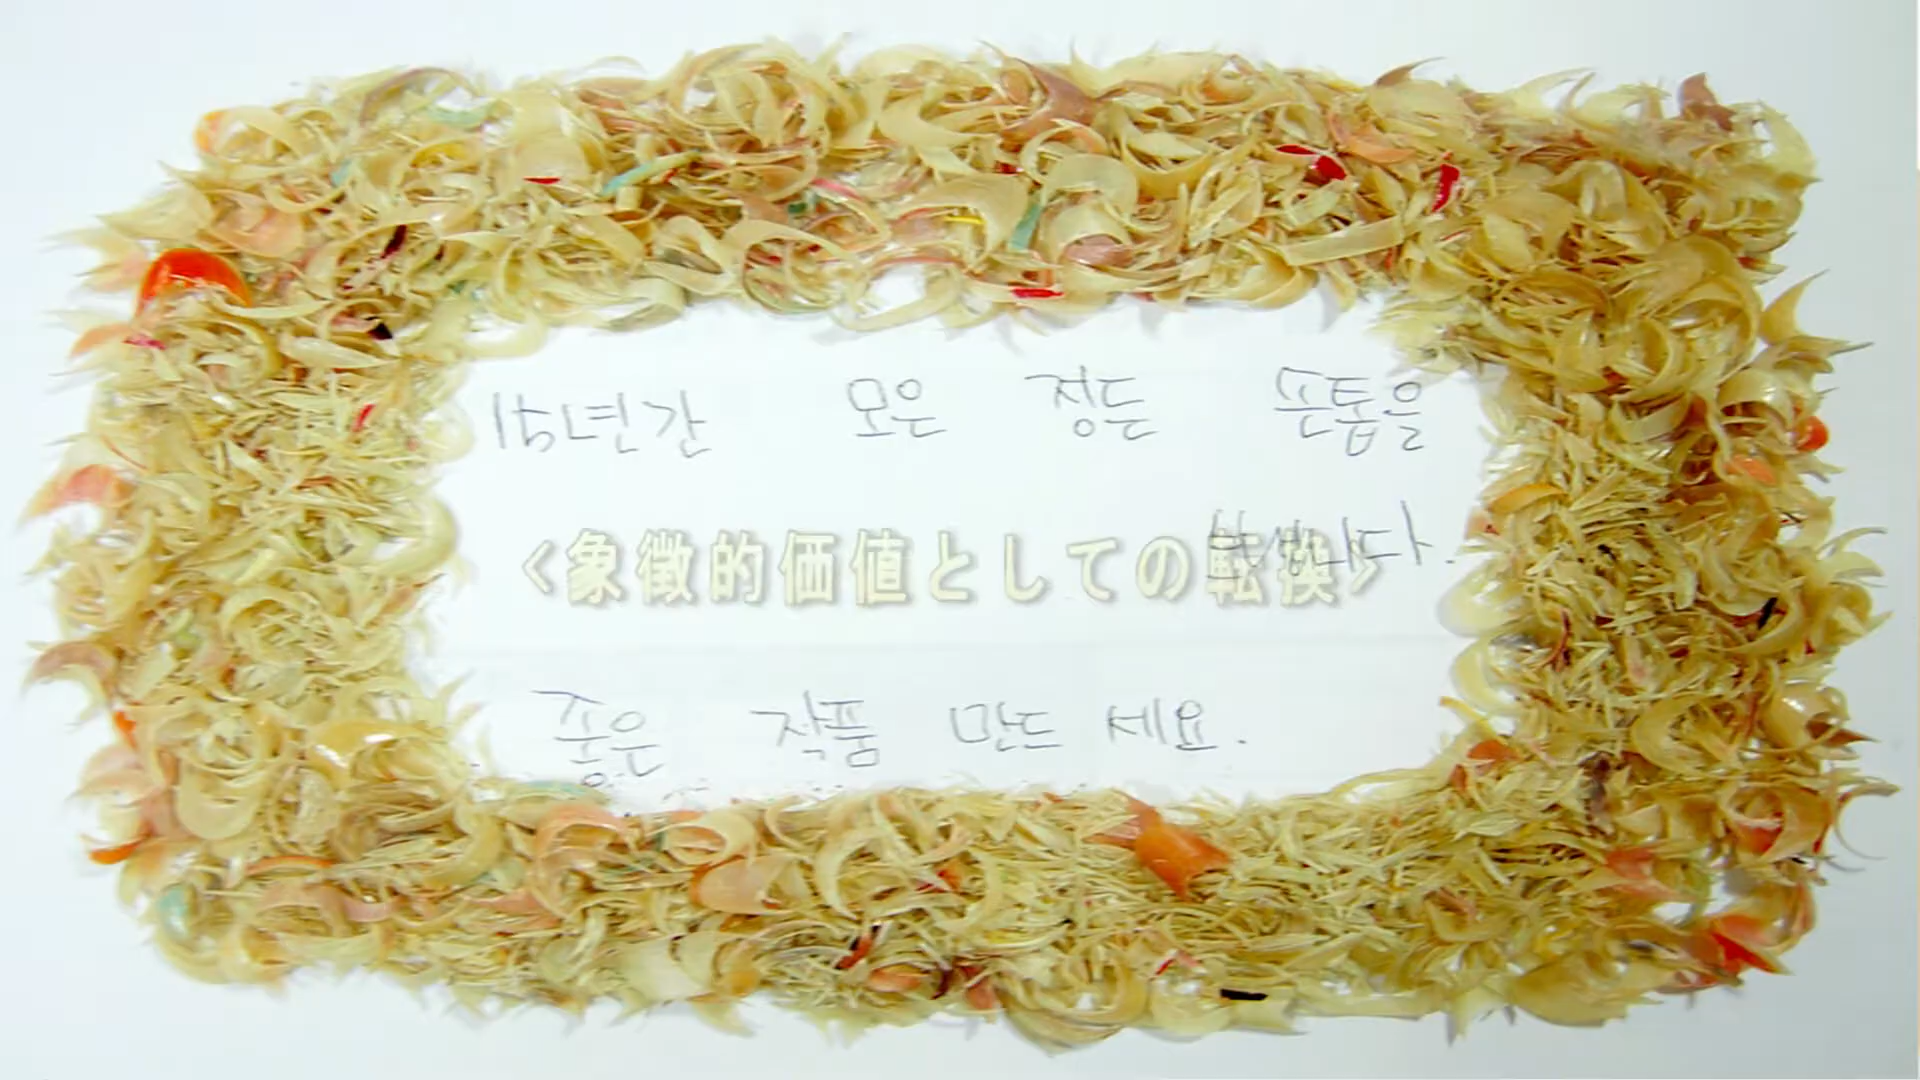 15년간 모은 정든 손톱을
<象徴的価値としての転換>
좋은 작품 만드세요.